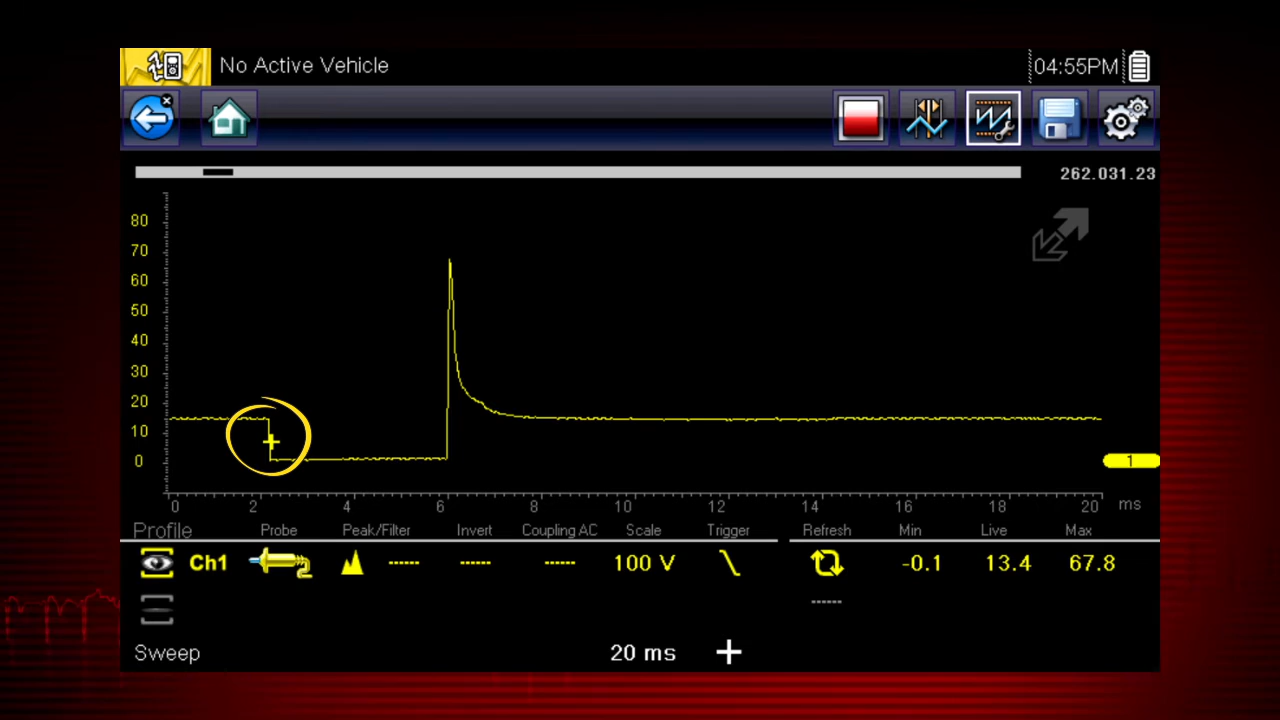 No Active Vehicle 04:55PM
262.031.23
80
70
60
50
40
30
20
10
0
1
0 2 4 6 8 10 12 14 16 18 20 ms
Profile Probe Peak/Filter Invert Coupling AC Scale Trigger Refresh Min Live Max
Ch1 ------ ------ ------ 100 V -0.1 13.4 67.8
------
Sweep 20 ms +